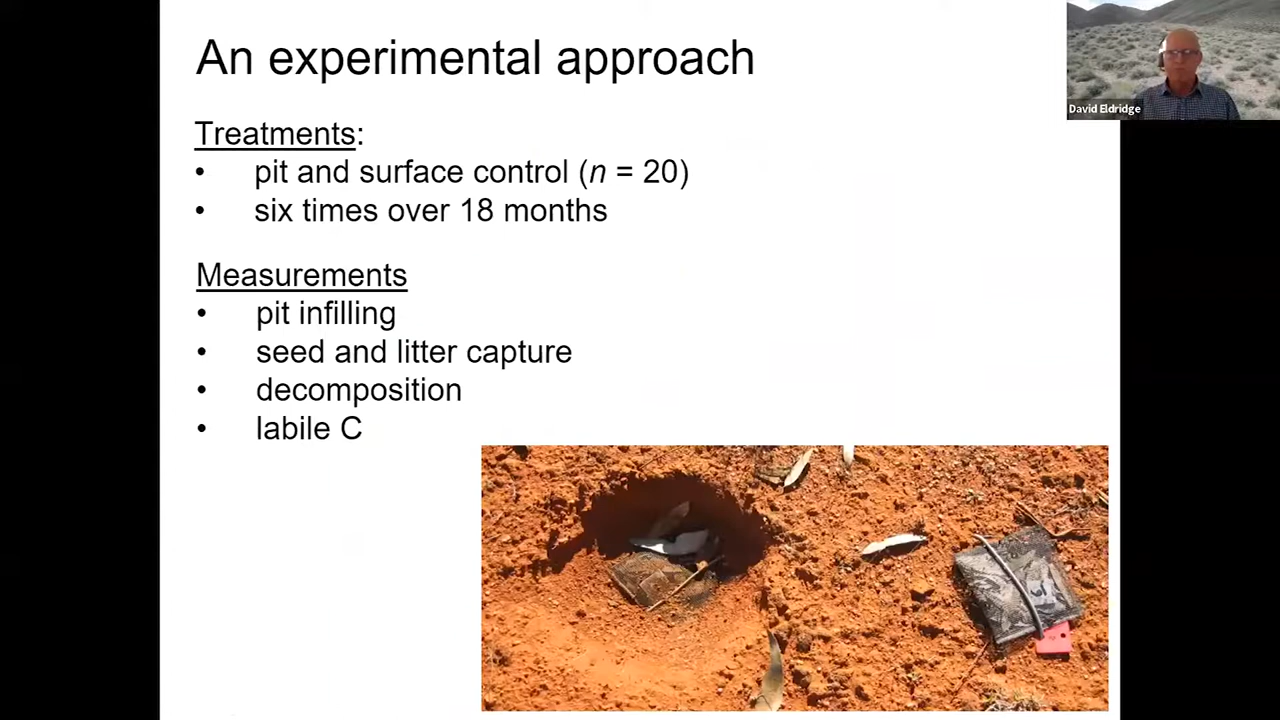 An experimental approach
David Eldridge
Treatments:
• pit and surface control (n = 20)
• six times over 18 months
Measurements
• pit infilling
• seed and litter capture
• decomposition
• labile C